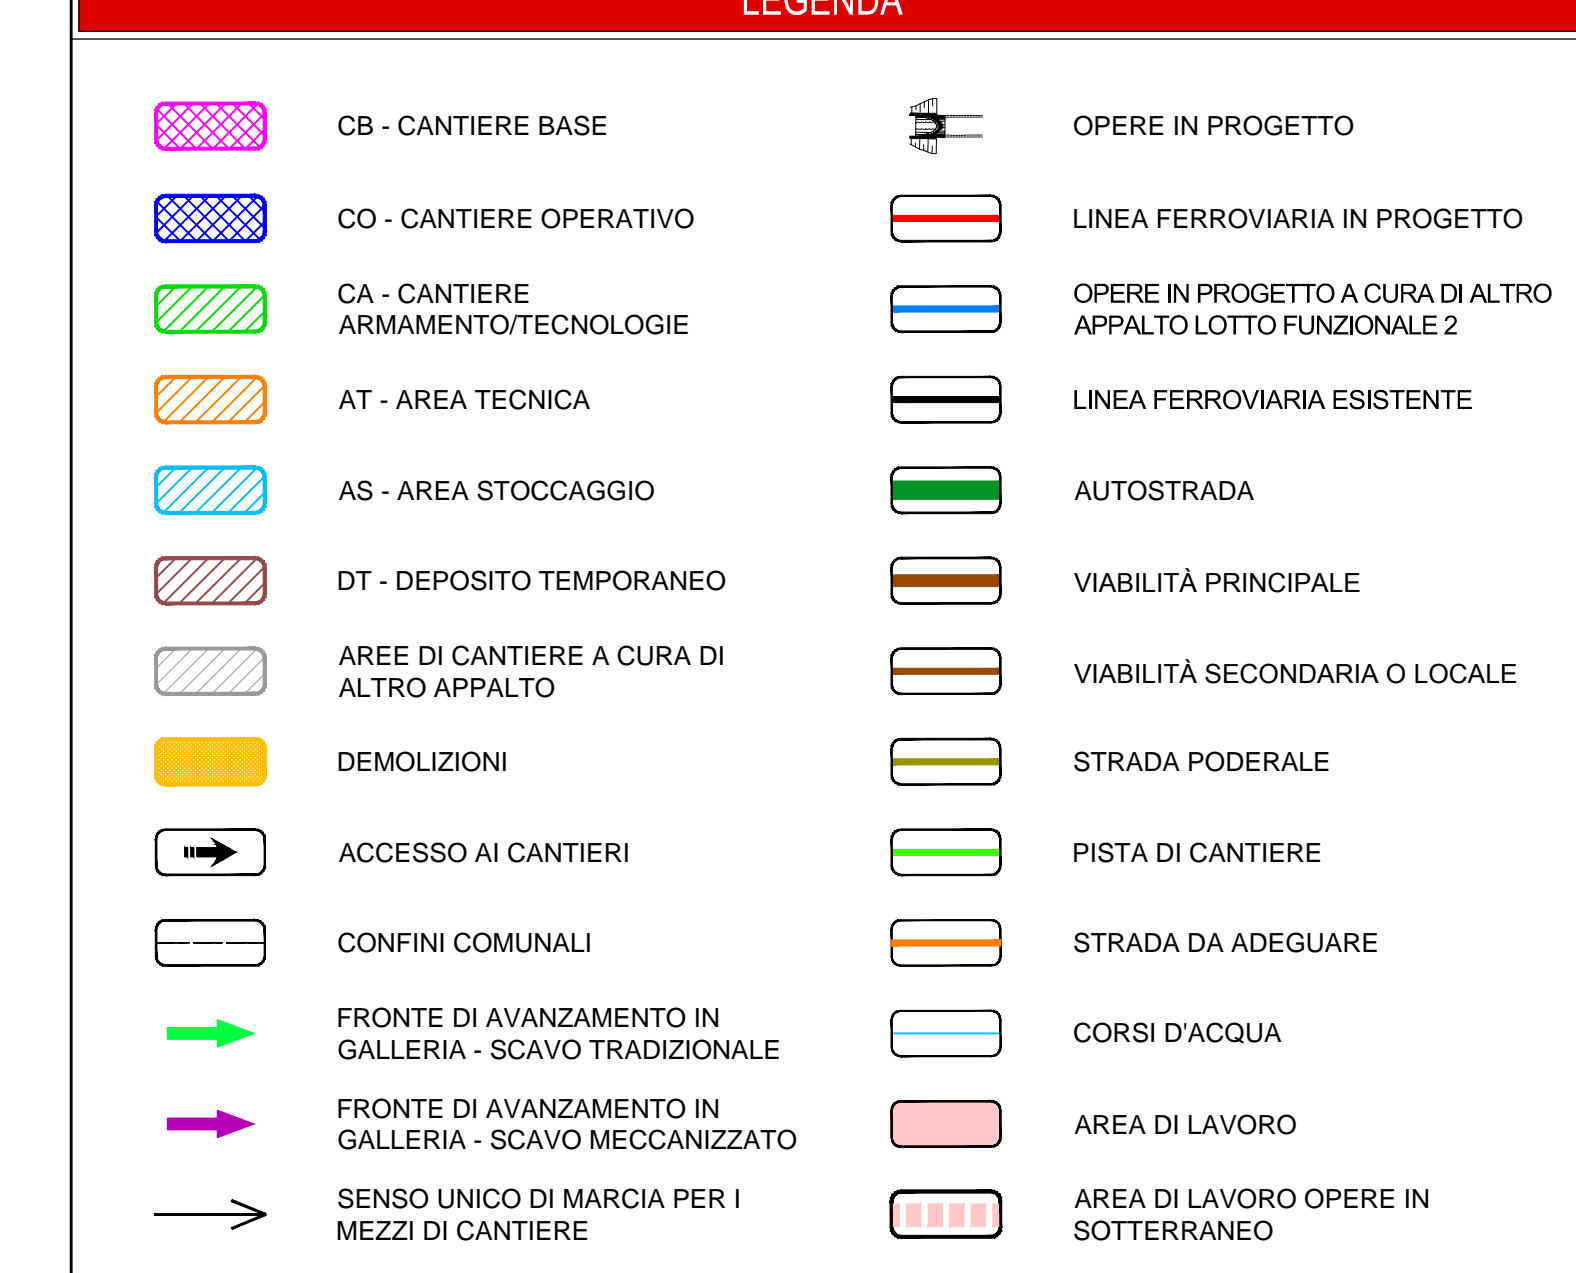 LEGENDA
CB - CANTIERE BASE
CO - CANTIERE OPERATIVO
CA - CANTIERE
ARMAMENTO/TECNOLOGIE
AT - AREA TECNICA
AS - AREA STOCCAGGIO
DT - DEPOSITO TEMPORANEO
AREE DI CANTIERE A CURA DI
ALTRO APPALTO
DEMOLIZIONI
ACCESSO AI CANTIERI
CONFINI COMUNALI
FRONTE DI AVANZAMENTO IN
GALLERIA - SCAVO TRADIZIONALE
FRONTE DI AVANZAMENTO IN
GALLERIA - SCAVO MECCANIZZATO
SENSO UNICO DI MARCIA PER I
MEZZI DI CANTIERE
OPERE IN PROGETTO
LINEA FERROVIARIA IN PROGETTO
OPERE IN PROGETTO A CURA DI ALTRO
APPALTO LOTTO FUNZIONALE 2
LINEA FERROVIARIA ESISTENTE
AUTOSTRADA
VIABILITÀ PRINCIPALE
VIABILITÀ SECONDARIA O LOCALE
STRADA PODERALE
PISTA DI CANTIERE
STRADA DA ADEGUARE
CORSI D'ACQUA
AREA DI LAVORO
AREA DI LAVORO OPERE IN
SOTTERRANEO